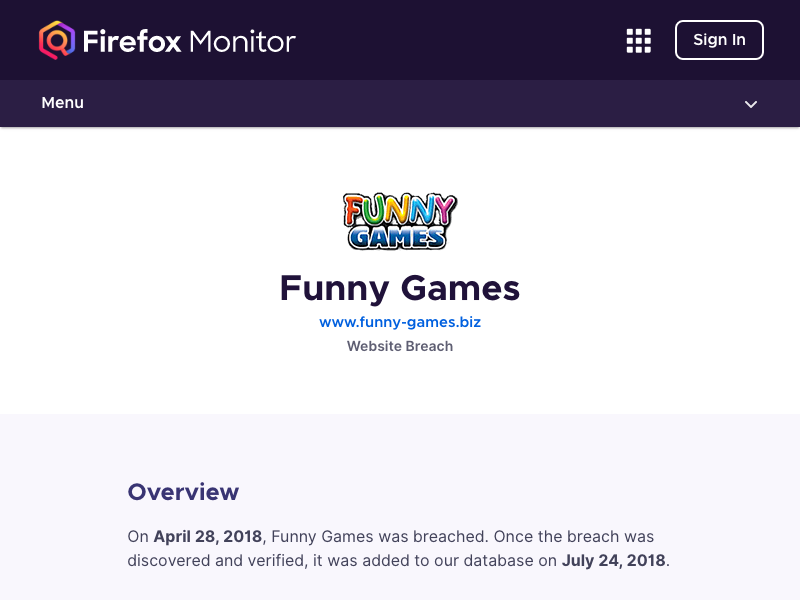 Firefox Monitor
Sign In
Menu
FUNNY
GAMES
Funny Games
www.funny-games.biz
Website Breach
Overview
On April 28, 2018, Funny Games was breached. Once the breach was
discovered and verified, it was added to our database on July 24, 2018.